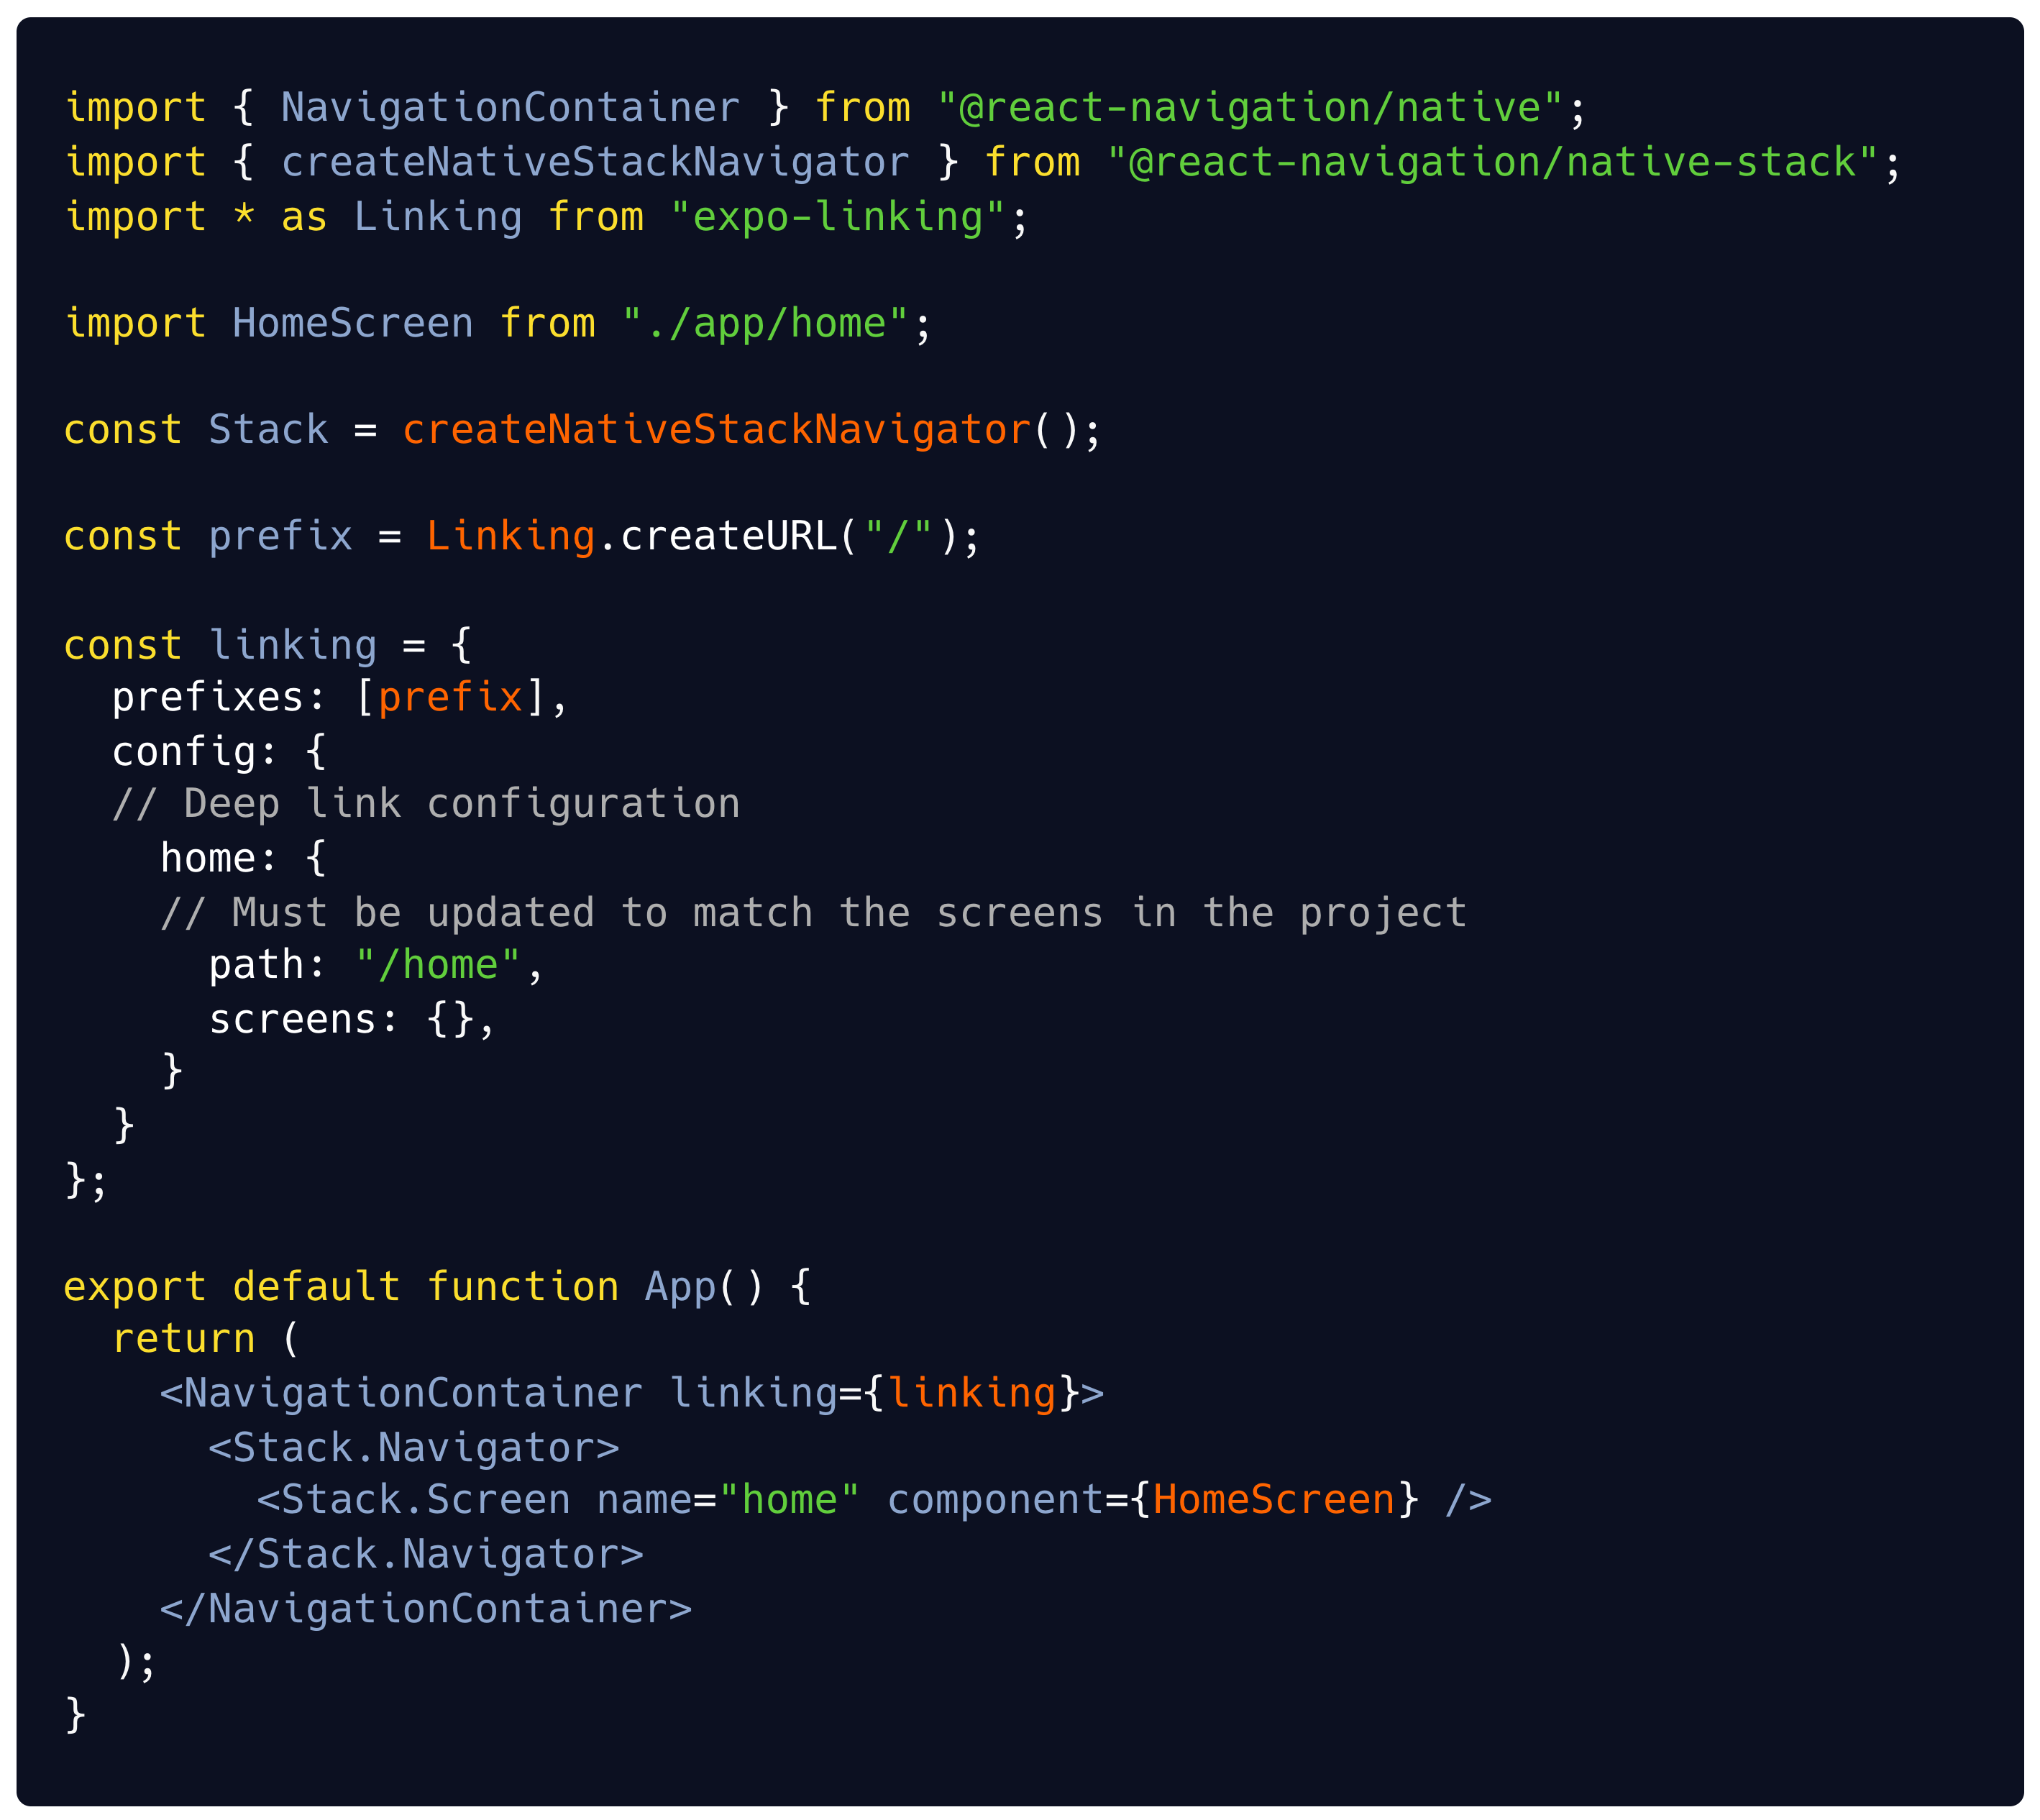 import { NavigationContainer } from "@react-navigation/native";
import { createNativeStackNavigator } from "@react-navigation/native-stack";
import * as Linking from "expo-linking";

import HomeScreen from "./app/home";

const Stack = createNativeStackNavigator();

const prefix = Linking.createURL("/");

const linking = {
  prefixes: [prefix],
  config: {
  // Deep link configuration
    home: {
    // Must be updated to match the screens in the project
      path: "/home",
      screens: {},
    }
  }
};

export default function App() {
  return (
    <NavigationContainer linking={linking}>
      <Stack.Navigator>
        <Stack.Screen name="home" component={HomeScreen} />
      </Stack.Navigator>
    </NavigationContainer>
  );
}